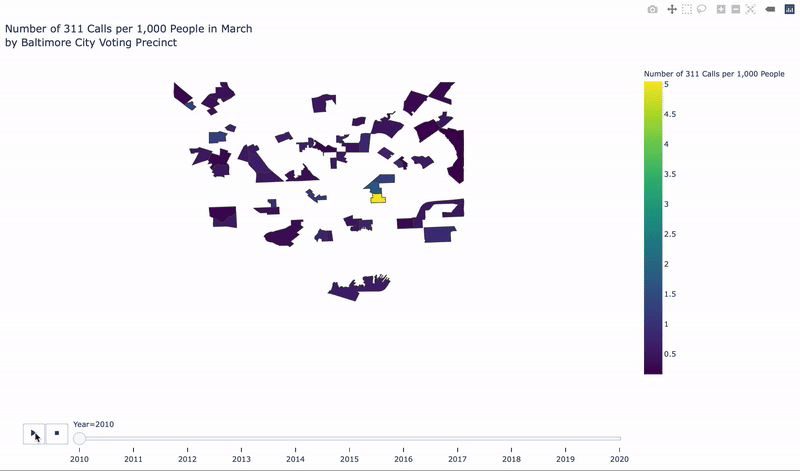 Number of 311 Calls per 1,000 People in March
by Baltimore City Voting Precinct
Number of 311 Calls per 1,000 People
5
4.5
4
3.5
3
2.5
2
1.5
1
0.5
Year=2010
2010 2011 2012 2013 2014 2015 2016 2017 2018 2019 2020